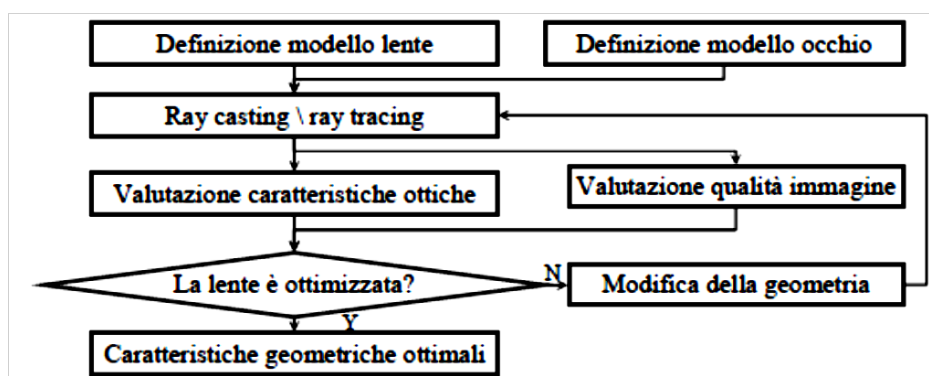 Definizione modello lente
Definizione modello occhio
Ray casting \ ray tracing
Valutazione caratteristiche ottiche
Valutazione qualità immagine
La lente è ottimizzata?
N
Modifica della geometria
Y
Caratteristiche geometriche ottimali